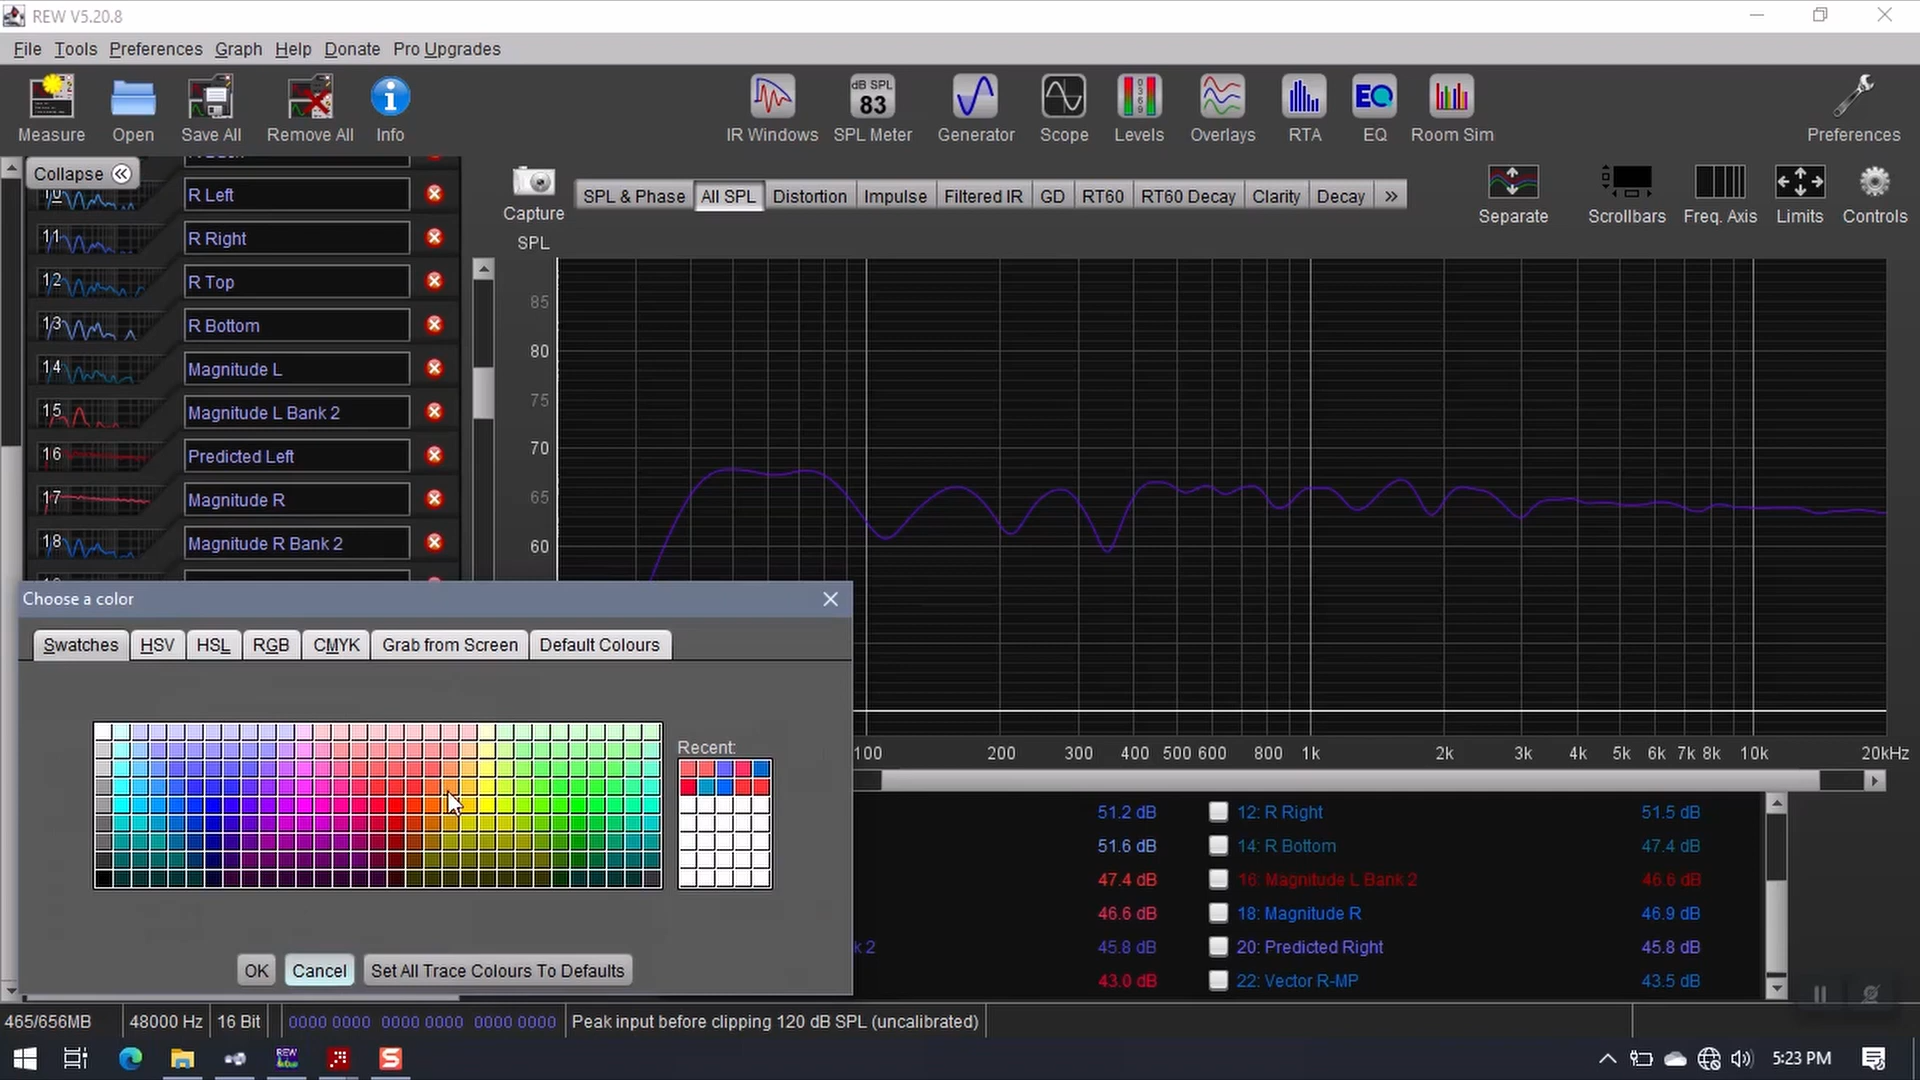 REW V5.20.8
File Tools Preferences Graph Help Donate Pro Upgrades
dB SPL
83
EQ
Measure Open Save All Remove All Info IR Windows SPL Meter Generator Scope Levels Overlays RTA EQ Room Sim Preferences
Collapse
10 R Left
11 R Right
12 R Top
13 R Bottom
14 Magnitude L
15 Magnitude L Bank 2
16 Predicted Left
17 Magnitude R
18 Magnitude R Bank 2
Capture
SPL & Phase All SPL Distortion Impulse Filtered IR GD RT60 RT60 Decay Clarity Decay »
Separate Scrollbars Freq. Axis Limits Controls
SPL
85
80
75
70
65
60
100 200 300 400 500 600 800 1k 2k 3k 4k 5k 6k 7k 8k 10k 20kHz
Choose a color
Swatches HSV HSL RGB CMYK Grab from Screen Default Colours
Recent:
OK Cancel Set All Trace Colours To Defaults
51.2 dB 12: R Right 51.5 dB
51.6 dB 14: R Bottom 47.4 dB
47.4 dB 16: Magnitude L Bank 2 46.6 dB
46.6 dB 18: Magnitude R 46.9 dB
k 2 45.8 dB 20: Predicted Right 45.8 dB
43.0 dB 22: Vector R-MP 43.5 dB
465/656MB 48000 Hz 16 Bit 0000 0000 0000 0000 0000 0000 Peak input before clipping 120 dB SPL (uncalibrated)
REW
5:23 PM